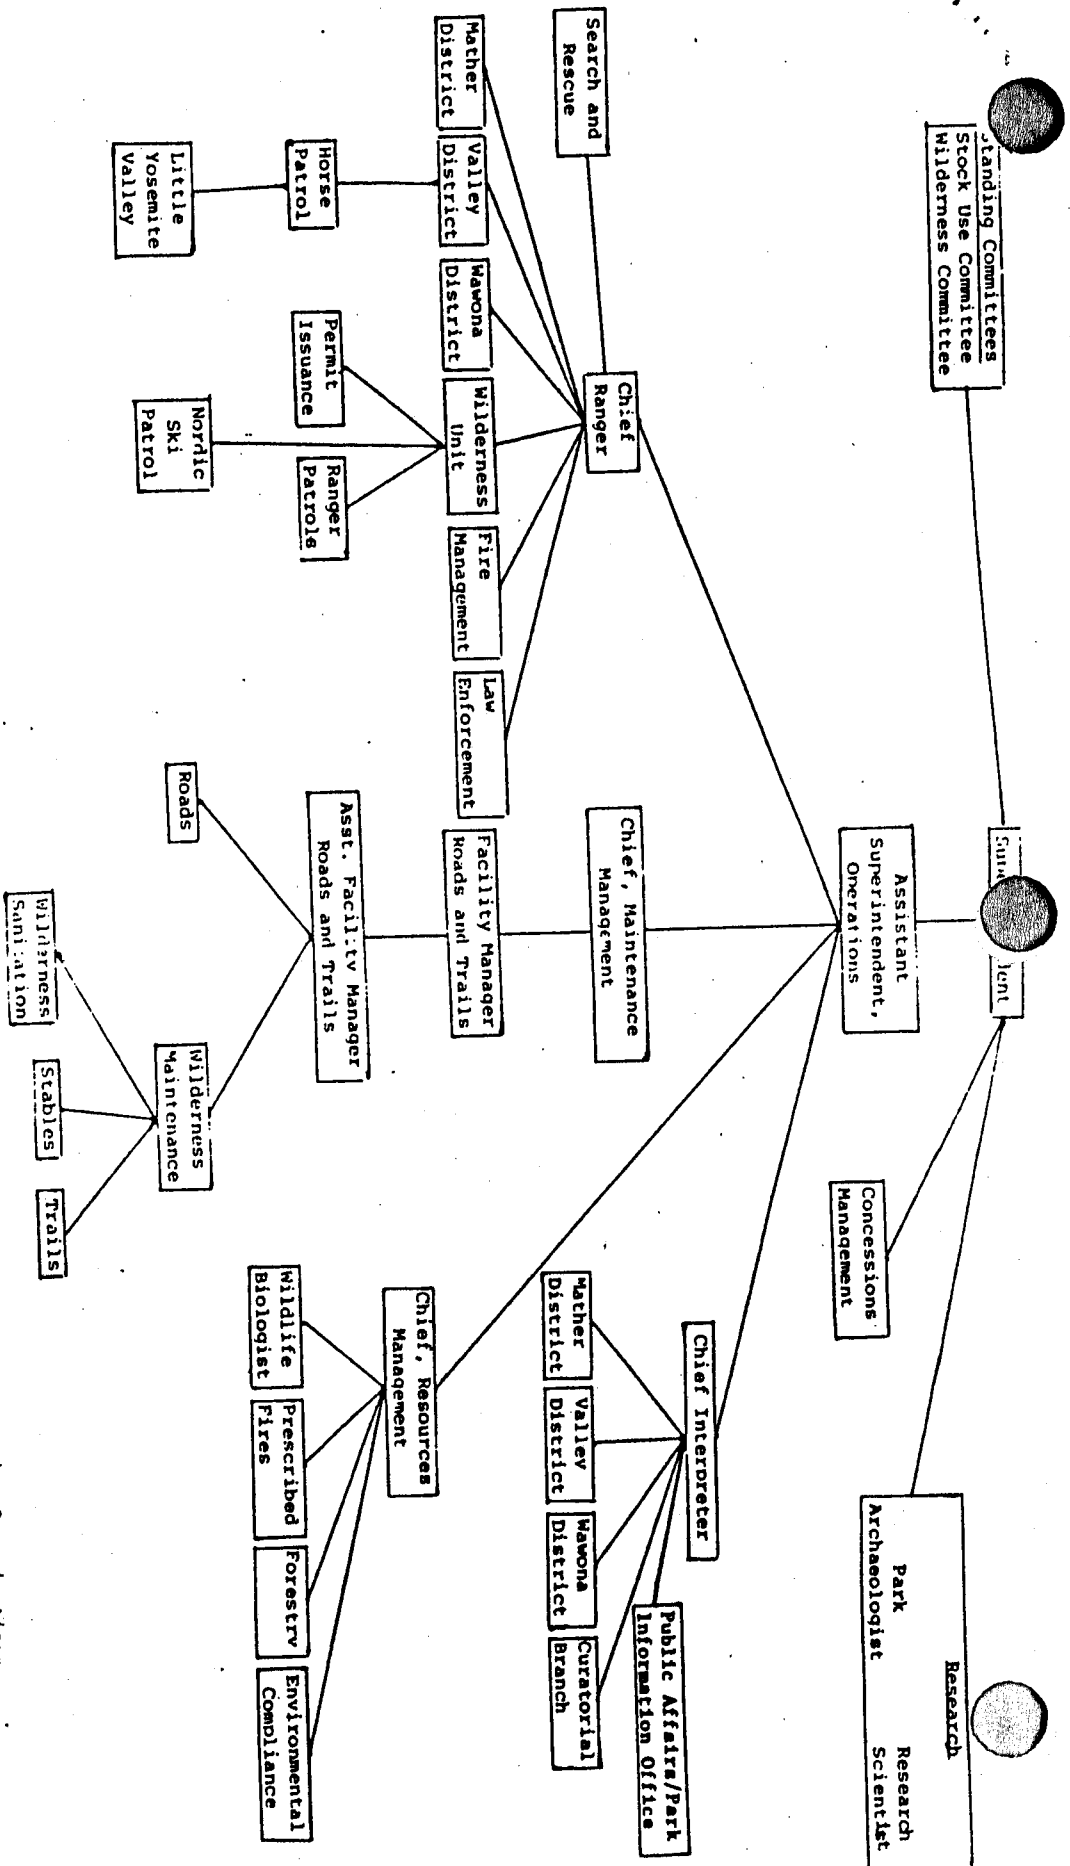 Standing Committees
Stock Use Committee
Wilderness Committee
Research
Park
Archaeologist
Research
Scientist
Assistant
Superintendent,
Operations
Concessions
Management
Search and
Rescue
Chief
Ranger
Chief, Maintenance
Management
Chief Interpreter
Public Affairs/Park
Information Office
Mather
District
Valley
District
Wawona
District
Wilderness
Unit
Fire
Management
Law
Enforcement
Facility Manager
Roads and Trails
Mather
District
Valley
District
Wawona
District
Curatorial
Branch
Horse
Patrol
Permit
Issuance
Ranger
Patrols
Asst. Facility Manager
Roads and Trails
Chief, Resources
Management
Little
Yosemite
Valley
Nordic
Ski
Patrol
Roads
Wilderness
Maintenance
Wildlife
Biologist
Prescribed
Fires
Forestry
Environmental
Compliance
Wilderness
Sanitation
Stables
Trails